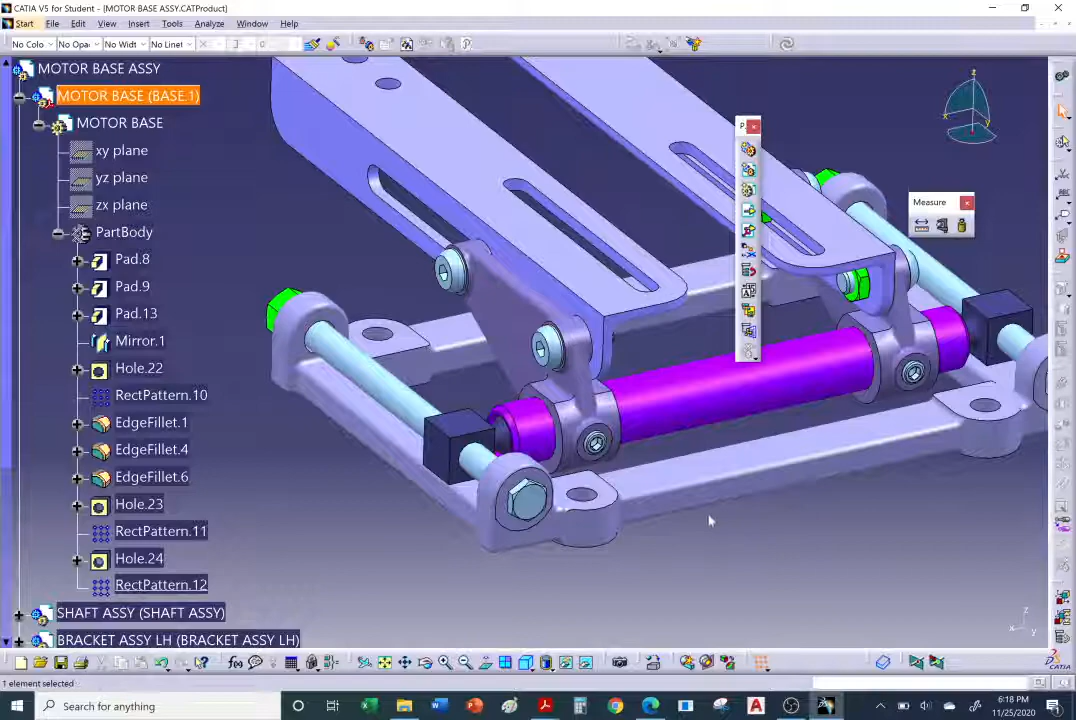 CATIA V5 for Student - [MOTOR BASE ASSY.CATProduct]
Start File Edit View Insert Tools Analyze Window Help
No Colo No Opa No Widt No Linet 0
MOTOR BASE ASSY
MOTOR BASE (BASE.1)
MOTOR BASE
xy plane
yz plane
zx plane
PartBody
Pad.8
Pad.9
Pad.13
Mirror.1
Hole.22
RectPattern.10
EdgeFillet.1
EdgeFillet.4
EdgeFillet.6
Hole.23
RectPattern.11
Hole.24
RectPattern.12
SHAFT ASSY (SHAFT ASSY)
BRACKET ASSY LH (BRACKET ASSY LH)
P.
Measure
z
x y
z
x y
f(x)
CATIA
1 element selected
Search for anything
6:18 PM
11/25/2020